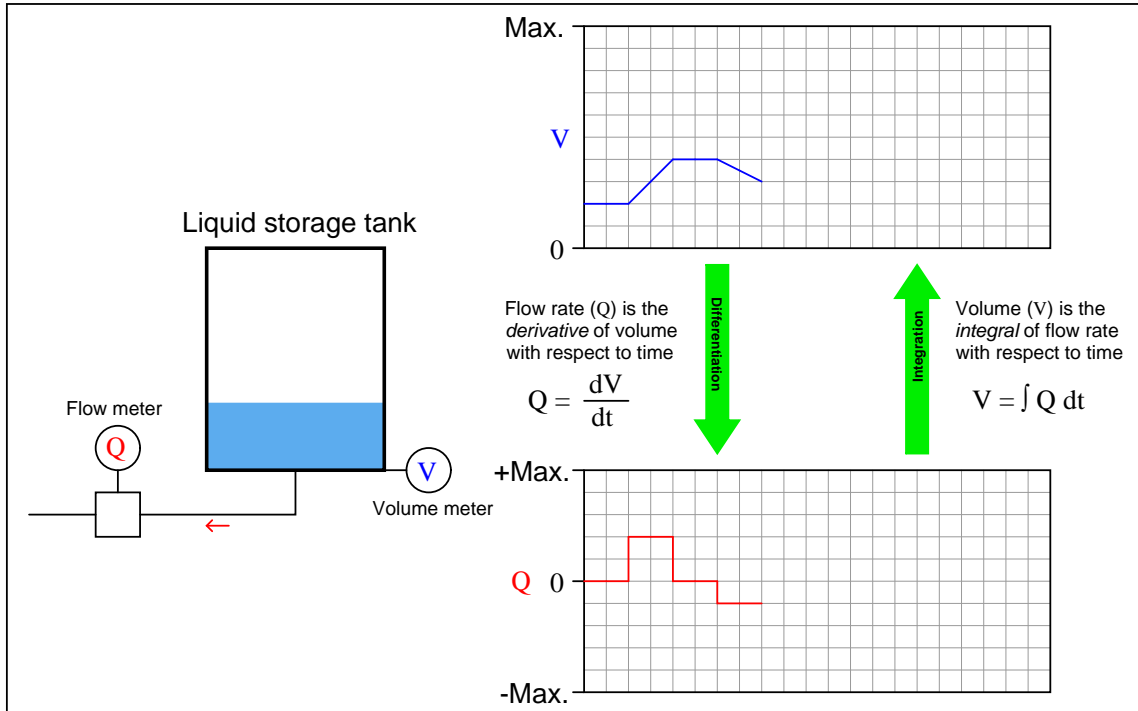 Max.
V
0
Liquid storage tank
Flow meter
Q
V
Volume meter
Flow rate (Q) is the
derivative of volume
with respect to time
Q = dV/dt
Differentiation
Integration
Volume (V) is the
integral of flow rate
with respect to time
V = ∫ Q dt
+Max.
Q 0
-Max.